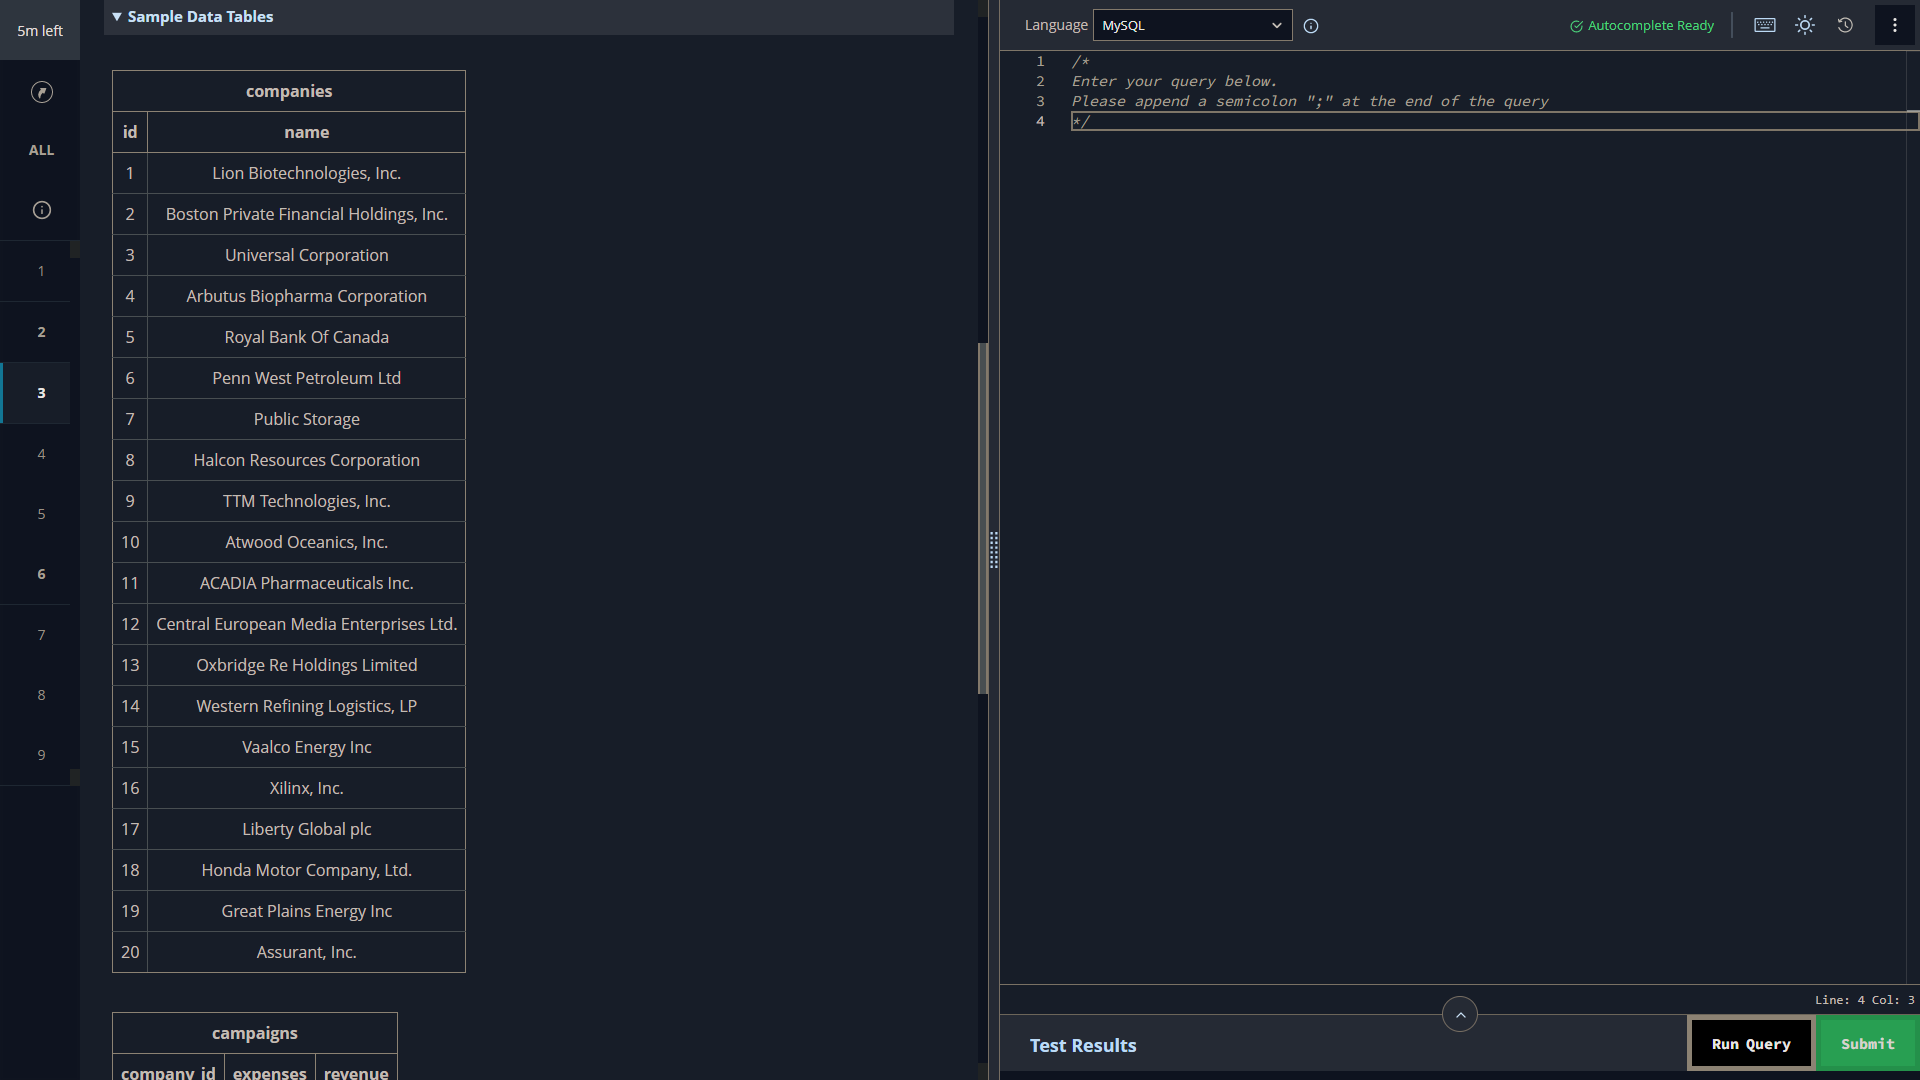 5m left
ALL
1
2
3
4
5
6
7
8
9
▼ Sample Data Tables
companies
id name
1 Lion Biotechnologies, Inc.
2 Boston Private Financial Holdings, Inc.
3 Universal Corporation
4 Arbutus Biopharma Corporation
5 Royal Bank Of Canada
6 Penn West Petroleum Ltd
7 Public Storage
8 Halcon Resources Corporation
9 TTM Technologies, Inc.
10 Atwood Oceanics, Inc.
11 ACADIA Pharmaceuticals Inc.
12 Central European Media Enterprises Ltd.
13 Oxbridge Re Holdings Limited
14 Western Refining Logistics, LP
15 Vaalco Energy Inc
16 Xilinx, Inc.
17 Liberty Global plc
18 Honda Motor Company, Ltd.
19 Great Plains Energy Inc
20 Assurant, Inc.
campaigns
company_id expenses revenue
Language MySQL Autocomplete Ready
1 /*
2 Enter your query below.
3 Please append a semicolon ";" at the end of the query
4 */
Line: 4 Col: 3
Test Results Run Query Submit